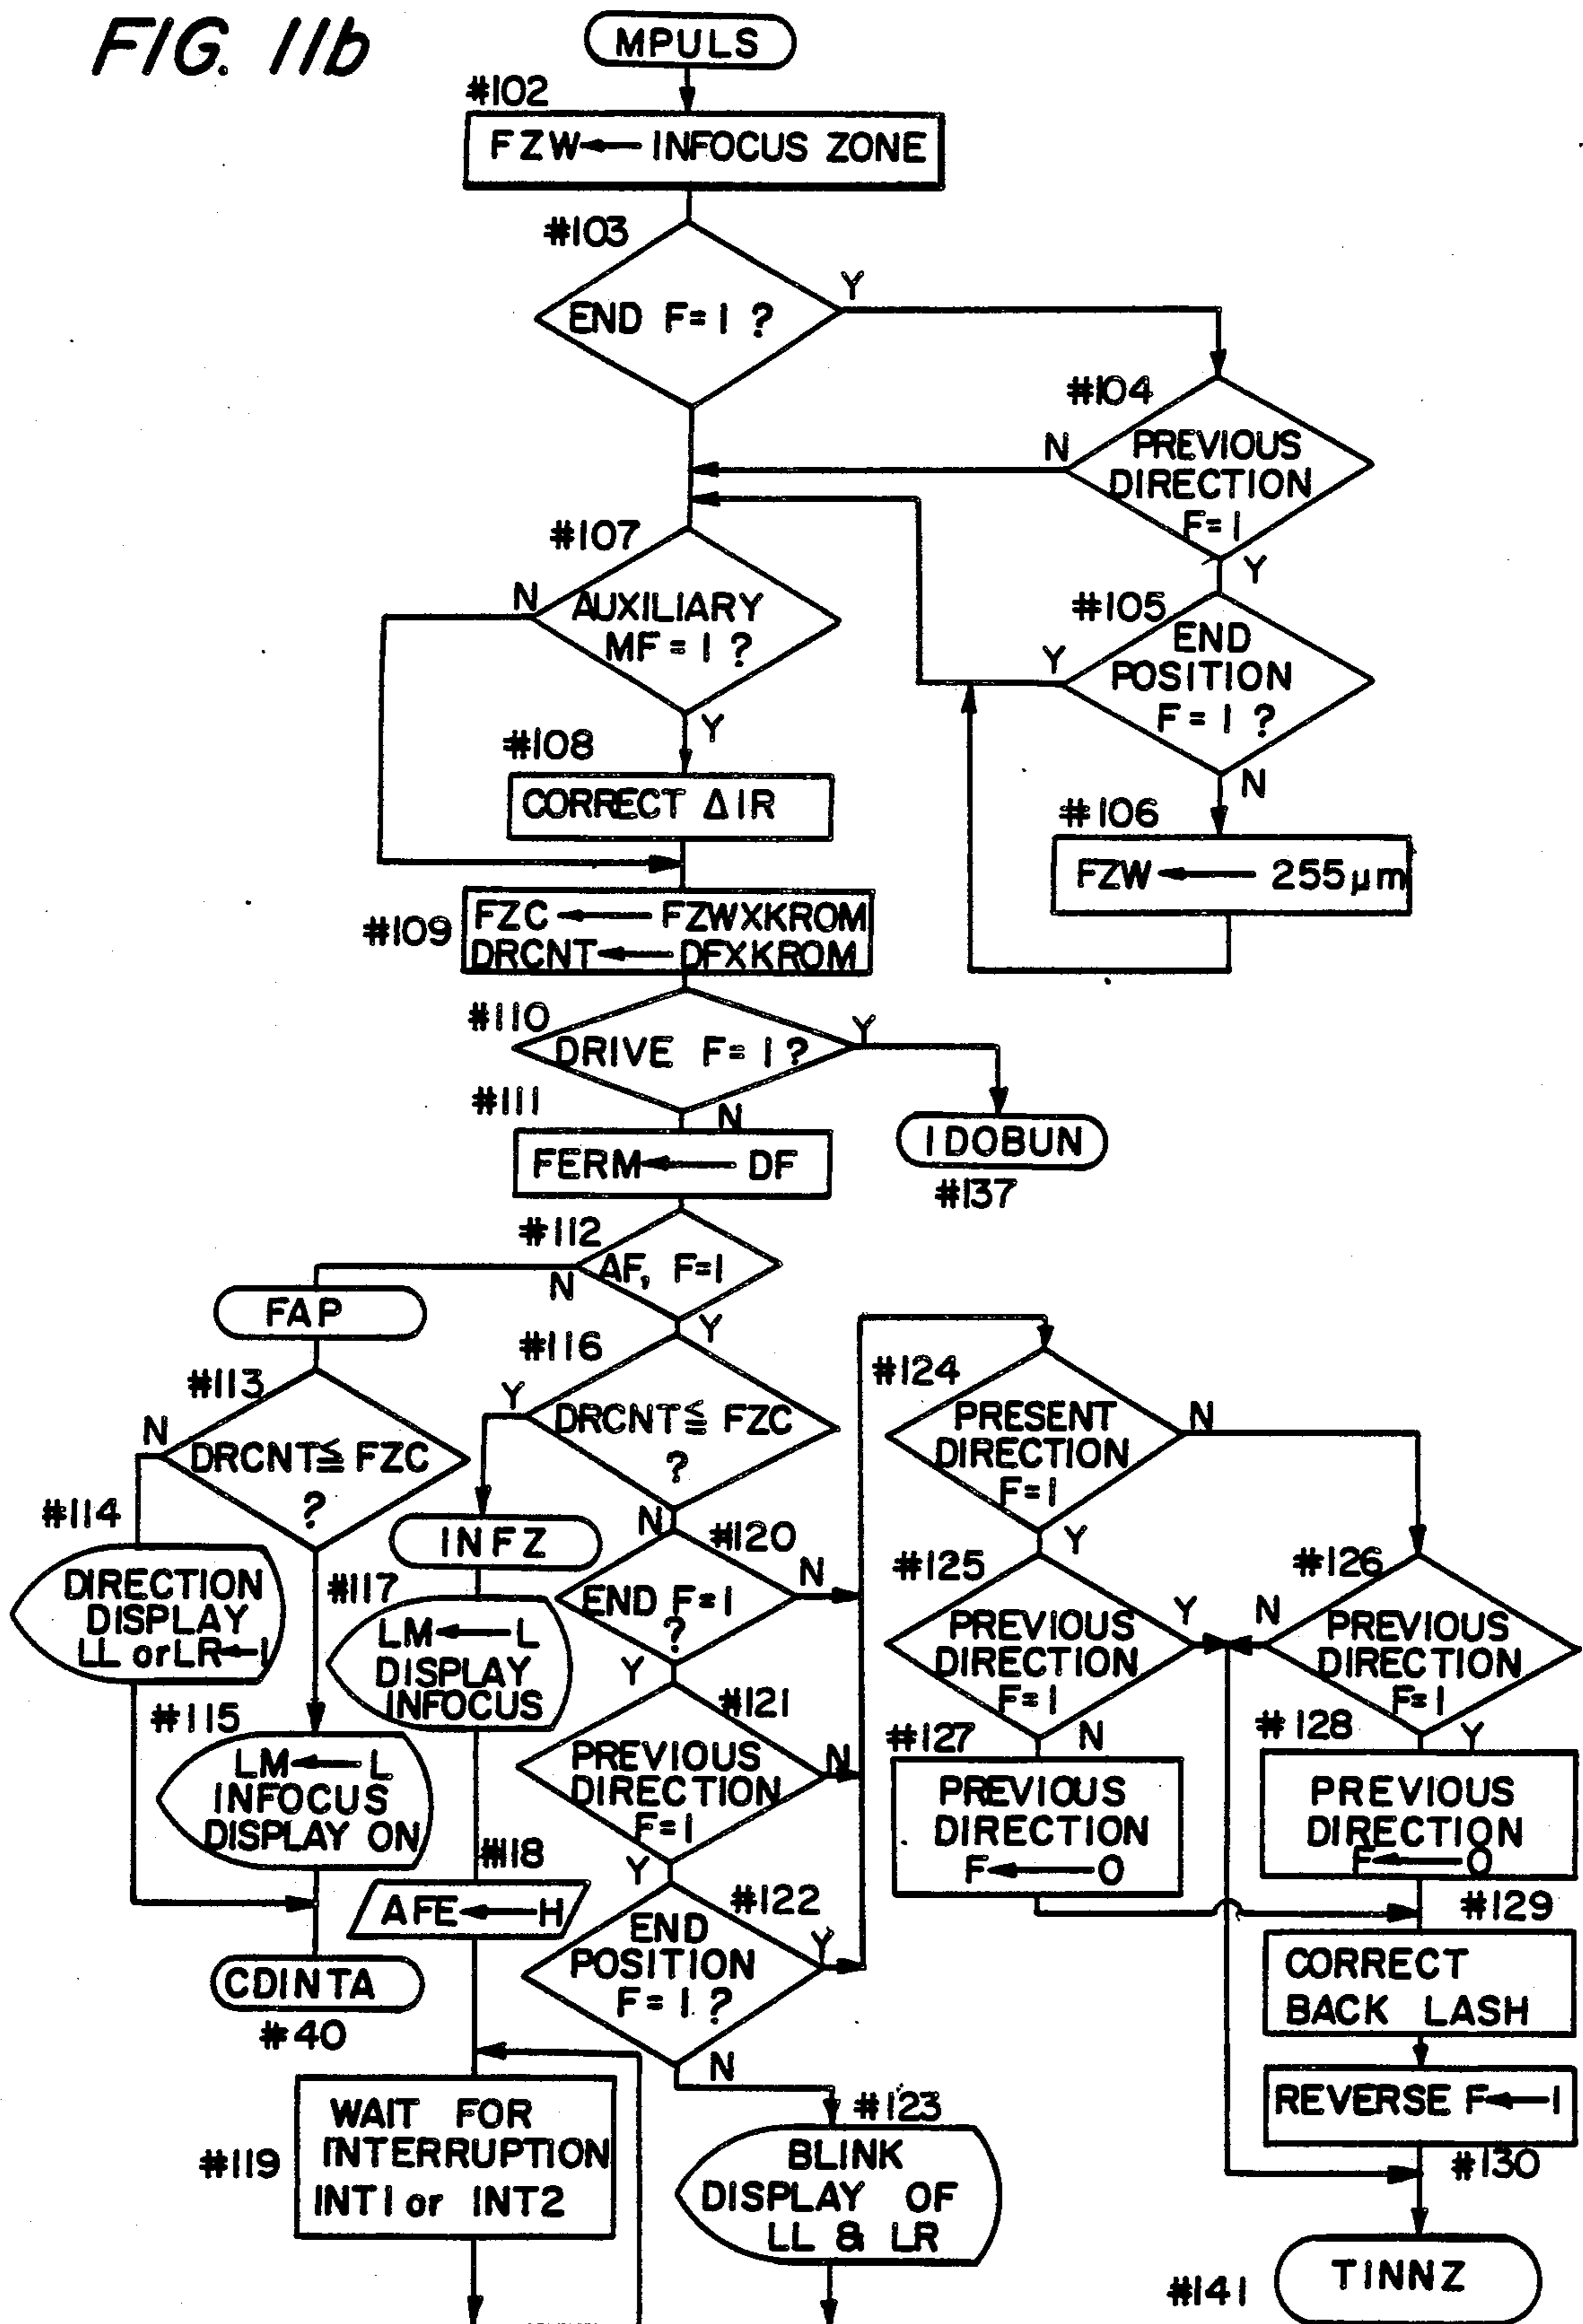 FIG. 11b
MPULS
#102
FZW←INFOCUS ZONE
#103
END F=1 ?
Y
#104
PREVIOUS
DIRECTION
F=1
N
Y
#105
END
POSITION
F=1 ?
Y
N
#106
FZW← 255μm
#107
AUXILIARY
MF=1 ?
N
Y
#108
CORRECT Δ1R
#109
FZC← FZWXKROM
DRCNT← DFXKROM
#110
DRIVE F=1 ?
Y
N
IDOBUN
#137
#111
FERM← DF
#112
AF, F=1
N
Y
FAP
#113
DRCNT≦FZC
?
N
#114
DIRECTION
DISPLAY
LL or LR←1
#115
LM←L
INFOCUS
DISPLAY ON
CDINTA
#40
#116
DRCNT≦ FZC
?
Y
N
INFZ
#117
LM←L
DISPLAY
INFOCUS
#118
AFE←H
#119
WAIT FOR
INTERRUPTION
INT1 or INT2
#120
END F=1
?
N
Y
#121
PREVIOUS
DIRECTION
F=1
N
Y
#122
END
POSITION
F=1.?
Y
N
#123
BLINK
DISPLAY OF
LL & LR
#124
PRESENT
DIRECTION
F=1
N
Y
#125
PREVIOUS
DIRECTION
F=1
Y
N
#126
PREVIOUS
DIRECTION
F=1
N
Y
#127
PREVIOUS
DIRECTION
F←0
#128
PREVIOUS
DIRECTION
F←0
#129
CORRECT
BACK LASH
REVERSE F←1
#130
TINNZ
#141